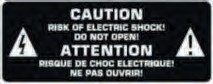 CAUTION
RISK OF ELECTRIC SHOCK!
DO NOT OPEN!
ATTENTION
RISQUE DE CHOC ELECTRIQUE!
NE PAS OUVRIR!